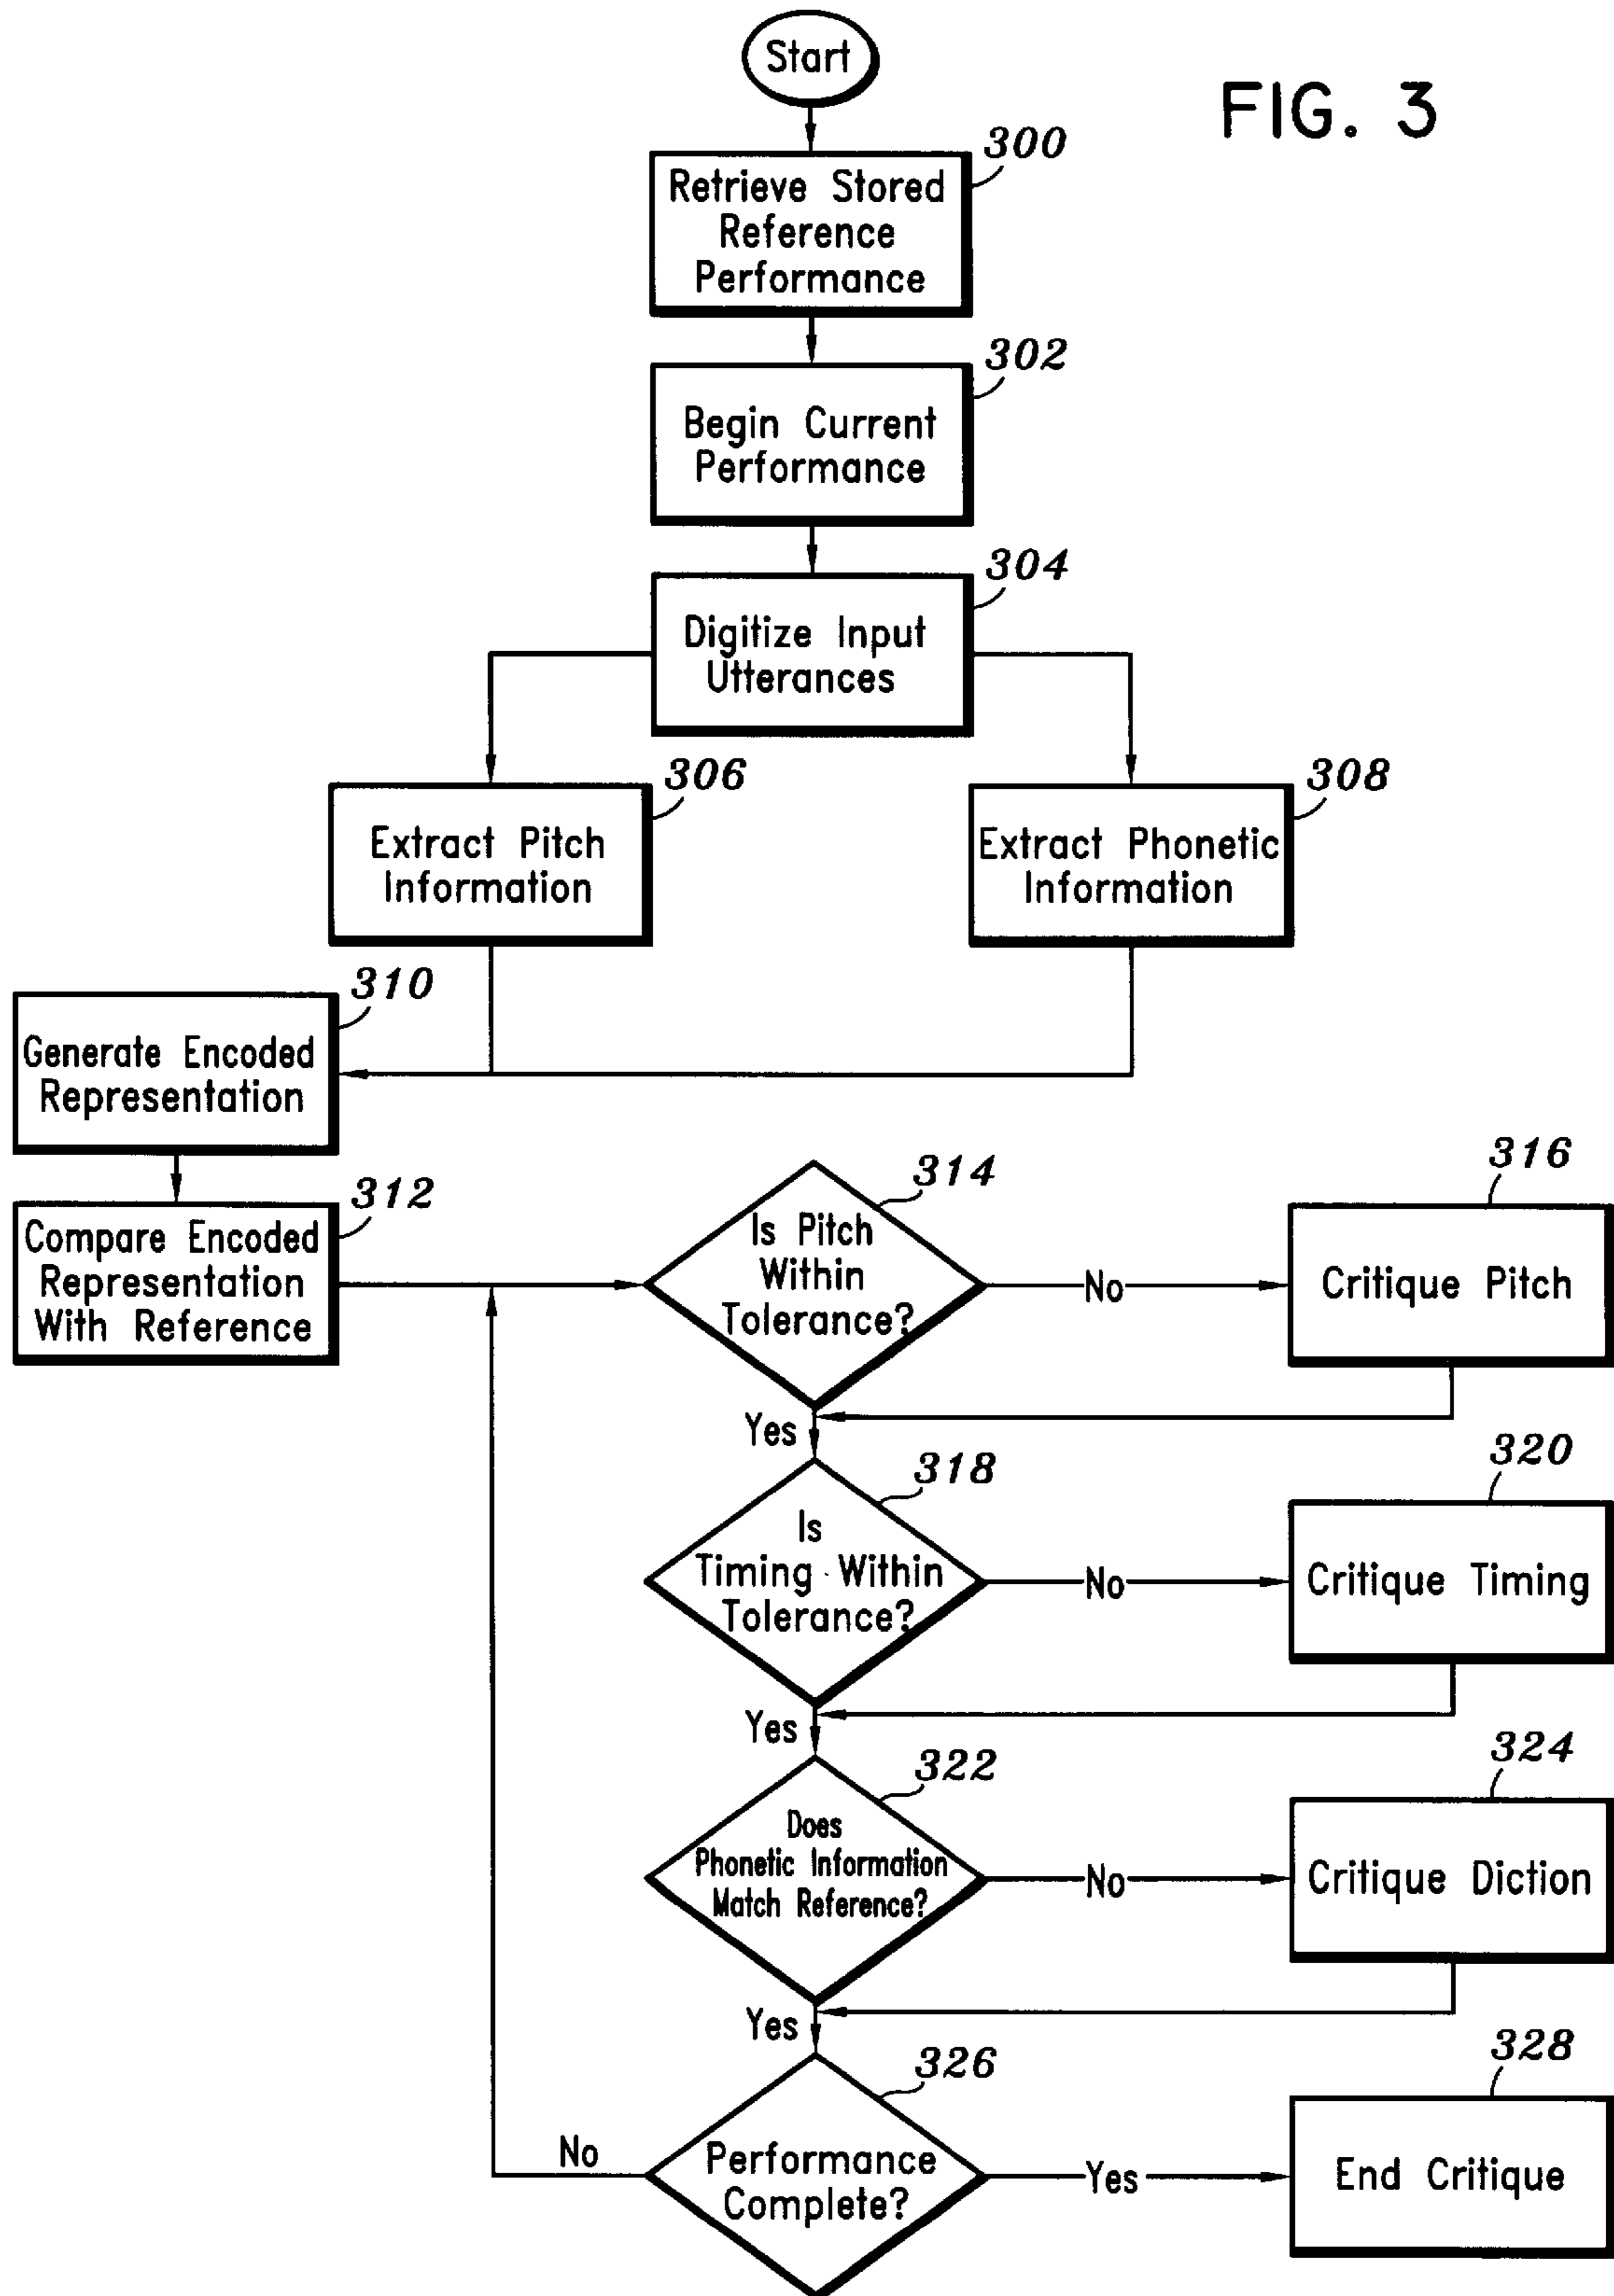 Start
FIG. 3
300
Retrieve Stored
Reference
Performance
302
Begin Current
Performance
304
Digitize Input
Utterances
306
Extract Pitch
Information
308
Extract Phonetic
Information
310
Generate Encoded
Representation
312
Compare Encoded
Representation
With Reference
314
Is Pitch
Within
Tolerance?
No
316
Critique Pitch
Yes
318
Is
Timing Within
Tolerance?
No
320
Critique Timing
Yes
322
Does
Phonetic Information
Match Reference?
No
324
Critique Diction
Yes
326
Performance
Complete?
No
Yes
328
End Critique